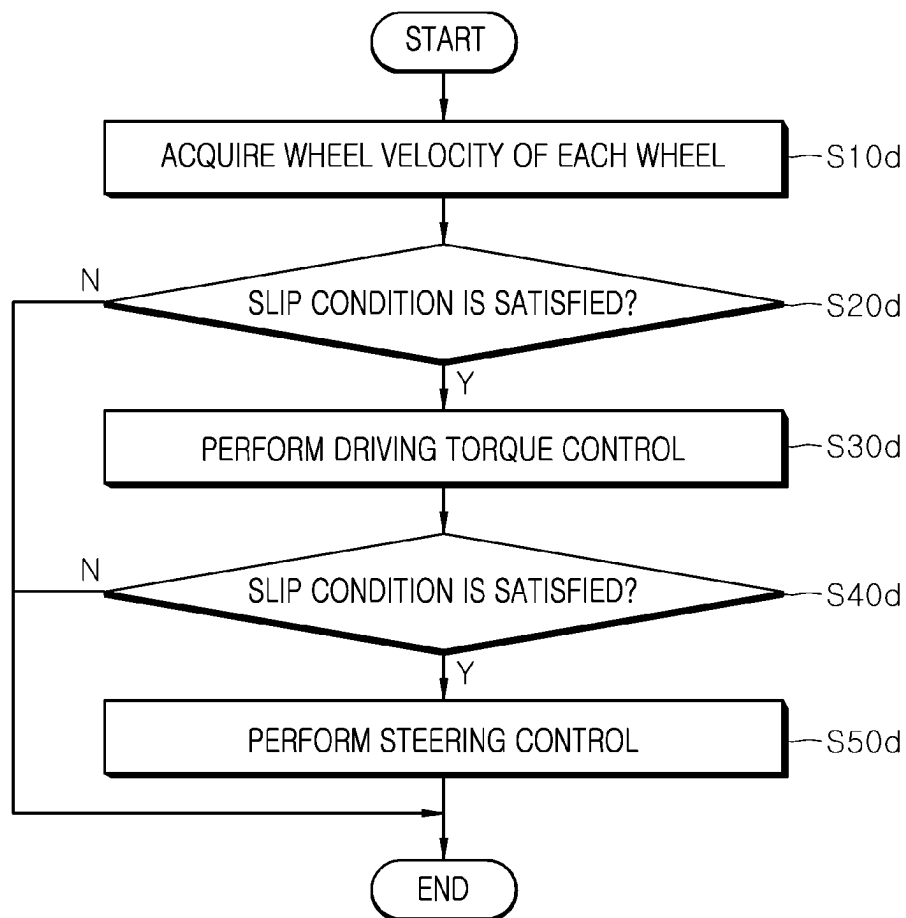 START
ACQUIRE WHEEL VELOCITY OF EACH WHEEL
S10d
N
SLIP CONDITION IS SATISFIED?
S20d
Y
PERFORM DRIVING TORQUE CONTROL
S30d
N
SLIP CONDITION IS SATISFIED?
S40d
Y
PERFORM STEERING CONTROL
S50d
END